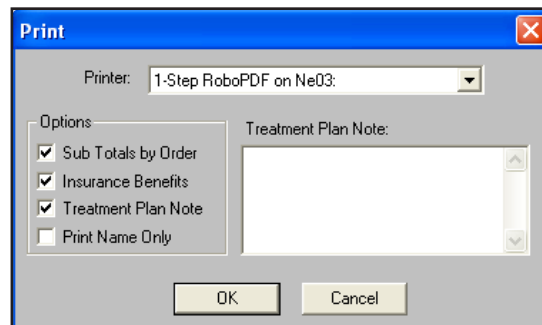 Print
Printer: 1-Step RoboPDF on Ne03:
Options
Sub Totals by Order
Insurance Benefits
Treatment Plan Note
Print Name Only
Treatment Plan Note:
OK Cancel